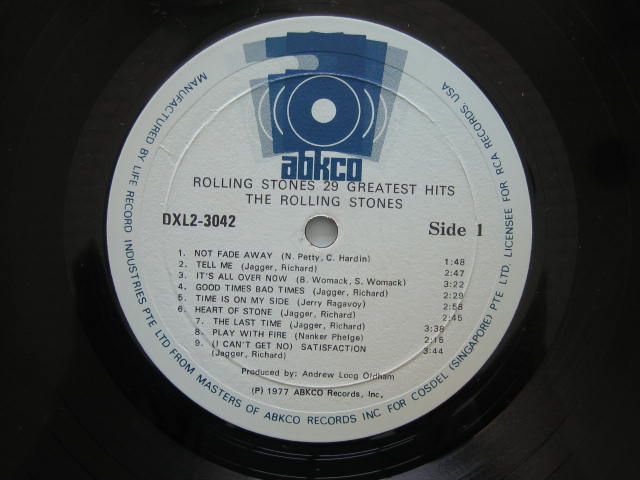 abkco
ROLLING STONES 29 GREATEST HITS
THE ROLLING STONES
DXL2-3042
Side 1
1. NOT FADE AWAY (N. Petty, C. Hardin) 1:48
2. TELL ME (Jagger, Richard) 2:47
3. IT'S ALL OVER NOW (B. Womack, S. Womack) 3:22
4. GOOD TIMES BAD TIMES (Jagger, Richard) 2:29
5. TIME IS ON MY SIDE (Jerry Ragavoy) 2:58
6. HEART OF STONE (Jagger, Richard) 2:45
7. THE LAST TIME (Jagger, Richard) 3:38
8. PLAY WITH FIRE (Nanker Phelge) 2:16
9. (I CAN'T GET NO) SATISFACTION
(Jagger, Richard) 3:44
Produced by: Andrew Loog Oldham
(P) 1977 ABKCO Records, Inc.
MANUFACTURED BY LIFE RECORD INDUSTRIES PTE LTD FROM MASTERS OF ABKCO RECORDS INC FOR COSDEL (SINGAPORE) PTE LTD, LICENSEE FOR RCA RECORDS, USA